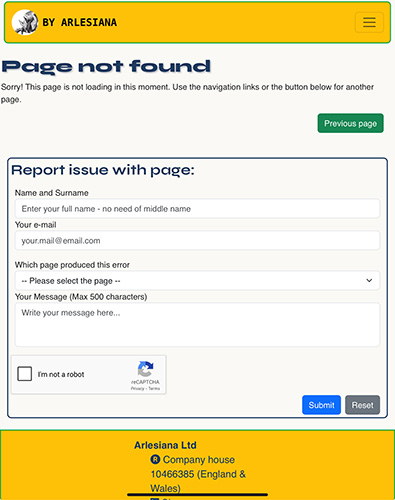 BY ARLESIANA
Page not found
Sorry! This page is not loading in this moment. Use the navigation links or the button below for another
page.
Previous page
Report issue with page:
Name and Surname
Enter your full name - no need of middle name
Your e-mail
your.mail@email.com
Which page produced this error
-- Please select the page --
Your Message (Max 500 characters)
Write your message here...
I'm not a robot
reCAPTCHA
Privacy - Terms
Submit
Reset
Arlesiana Ltd
® Company house
10466385 (England &
Wales)